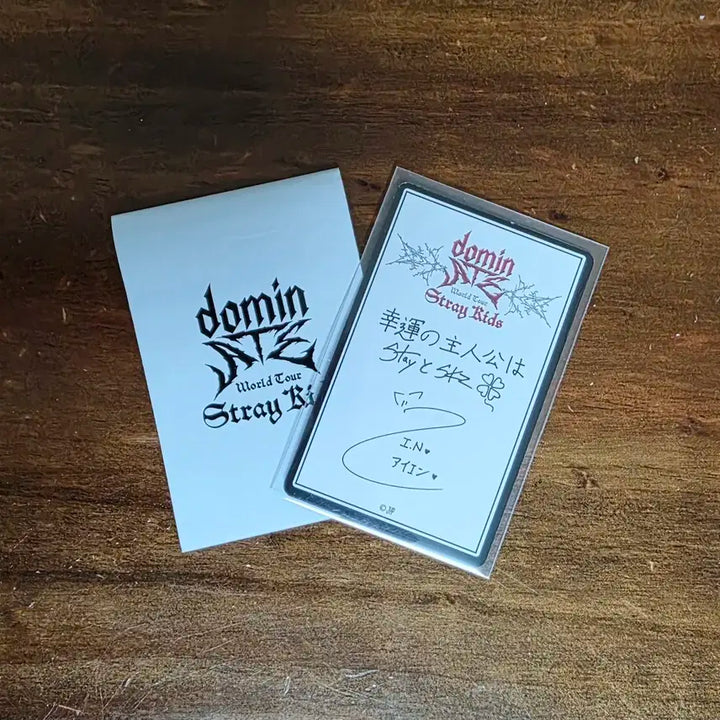 domin
ATE
World Tour
Stray Ki
domin
ATE
World Tour
Stray Kids
幸運の主人公は
Stayと Skz
I.N♥
アイエン♥
©JYP